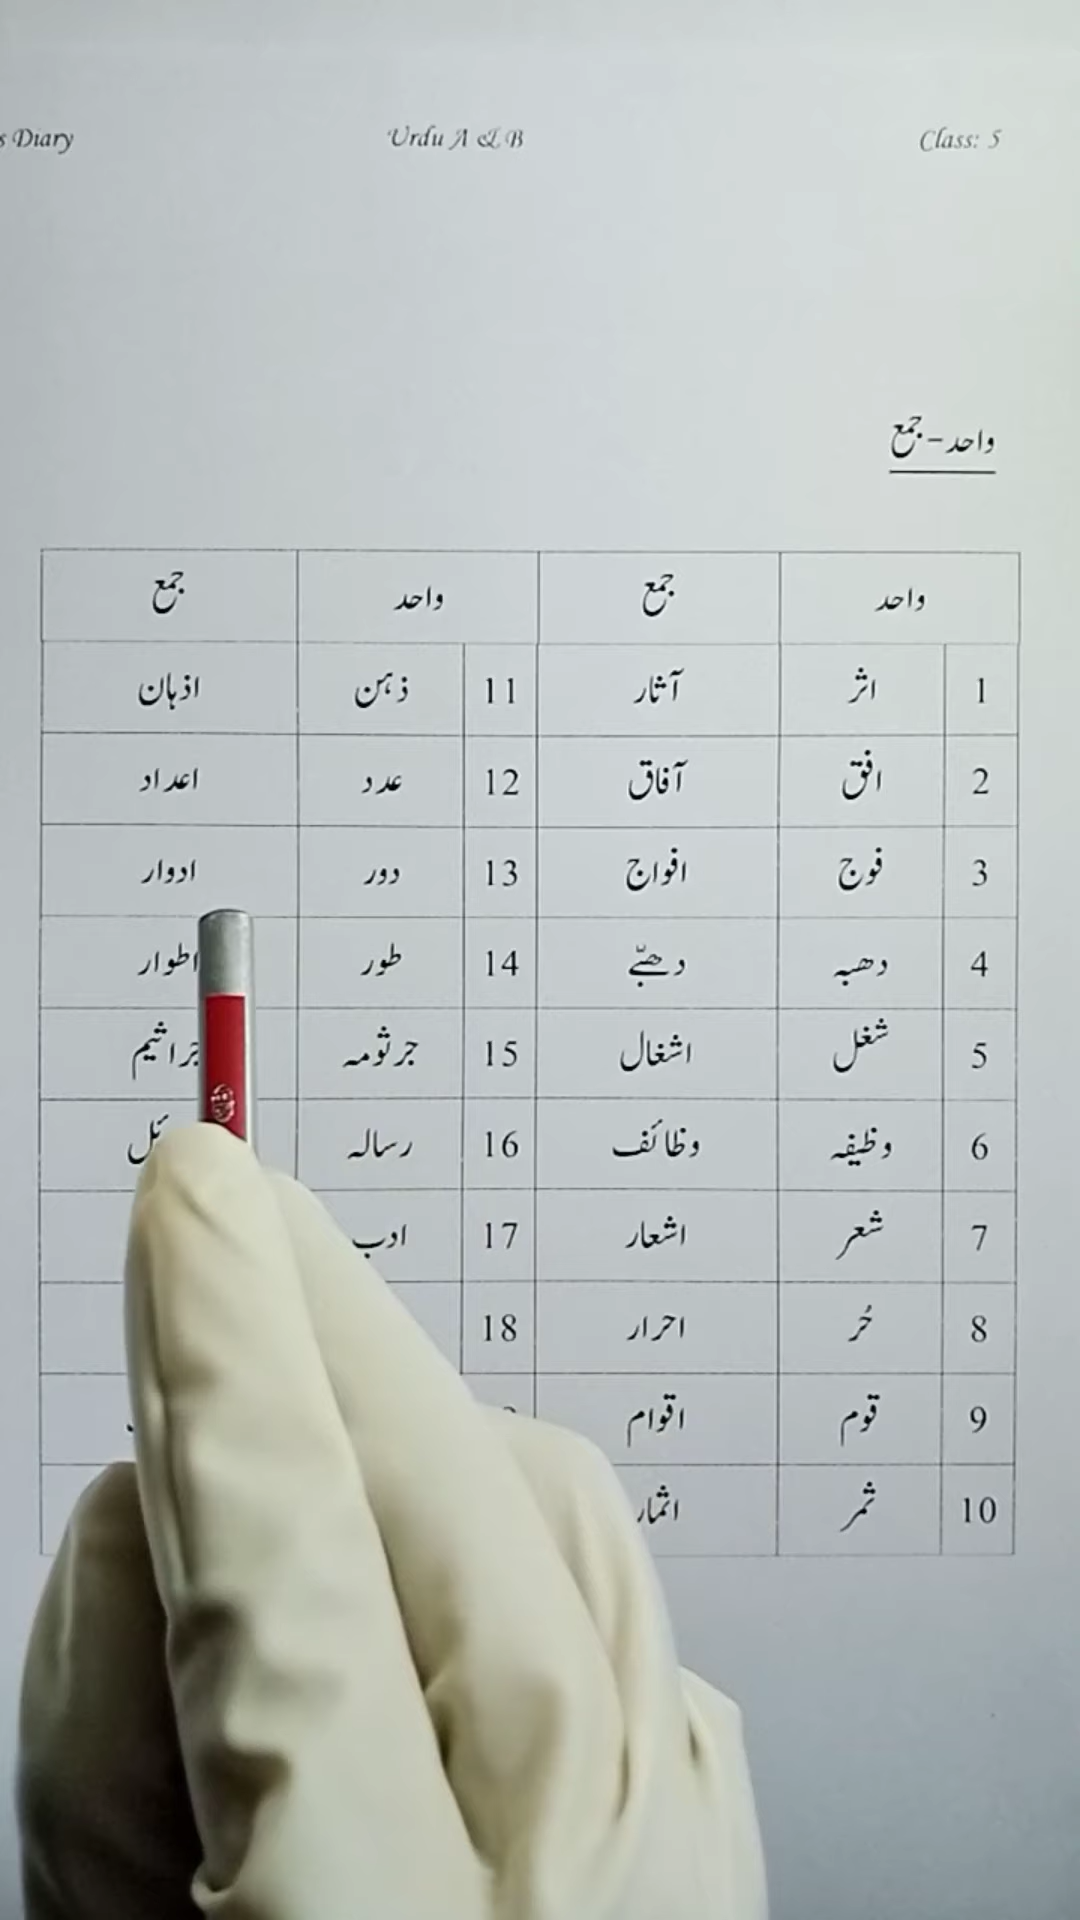 s Diary Urdu A & B Class: 5
واحد - جمع
واحد جمع واحد جمع
1 اثر آثار 11 ذہن اذہان
2 افق آفاق 12 عدد اعداد
3 فوج افواج 13 دور ادوار
4 دھبہ دھبّے 14 طور اطوار
5 شغل اشغال 15 جرثومہ جراثیم
6 وظیفہ وظائف 16 رسالہ
7 شعر اشعار 17 ادب
8 حُر احرار 18
9 قوم اقوام
10 ثمر اثمار